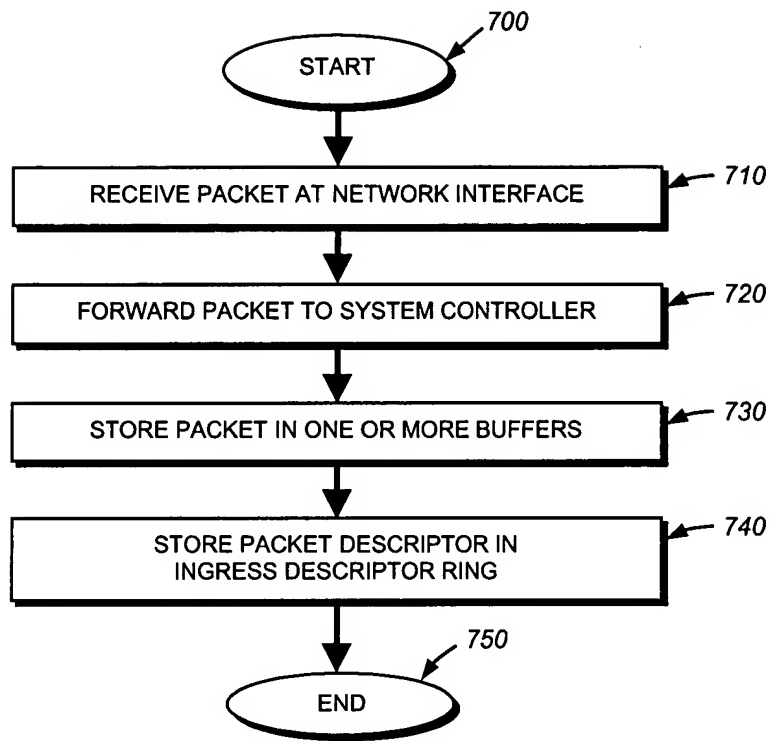 700
START
710
RECEIVE PACKET AT NETWORK INTERFACE
720
FORWARD PACKET TO SYSTEM CONTROLLER
730
STORE PACKET IN ONE OR MORE BUFFERS
740
STORE PACKET DESCRIPTOR IN
INGRESS DESCRIPTOR RING
750
END